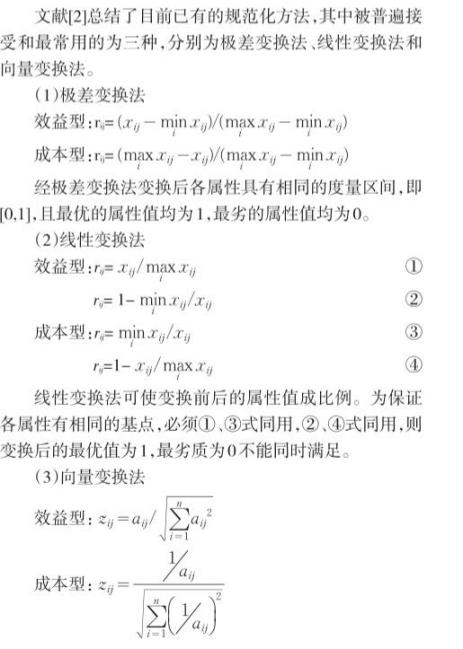 文献[2]总结了目前已有的规范化方法,其中被普遍接
受和最常用的为三种,分别为极差变换法、线性变换法和
向量变换法。
(1)极差变换法
效益型:r_{ij}=(x_{ij}-\min_i x_{ij})/(\max_i x_{ij}-\min_i x_{ij})
成本型:r_{ij}=(\max_i x_{ij}-x_{ij})/(\max_i x_{ij}-\min_i x_{ij})
经极差变换法变换后各属性具有相同的度量区间,即
[0,1],且最优的属性值均为1,最劣的属性值均为0。
(2)线性变换法
效益型:r_{ij}=x_{ij}/\max_i x_{ij} ①
r_{ij}=1-\min_i x_{ij}/x_{ij} ②
成本型:r_{ij}=\min_i x_{ij}/x_{ij} ③
r_{ij}=1-x_{ij}/\max_i x_{ij} ④
线性变换法可使变换前后的属性值成比例。为保证
各属性有相同的基点,必须①、③式同用,②、④式同用,则
变换后的最优值为1,最劣质为0不能同时满足。
(3)向量变换法
效益型:z_{ij}=a_{ij}/\sqrt{\sum_{i=1}^{n}a_{ij}^2}
成本型:z_{ij}=\frac{1/a_{ij}}{\sqrt{\sum_{i=1}^{n}(1/a_{ij})^2}}